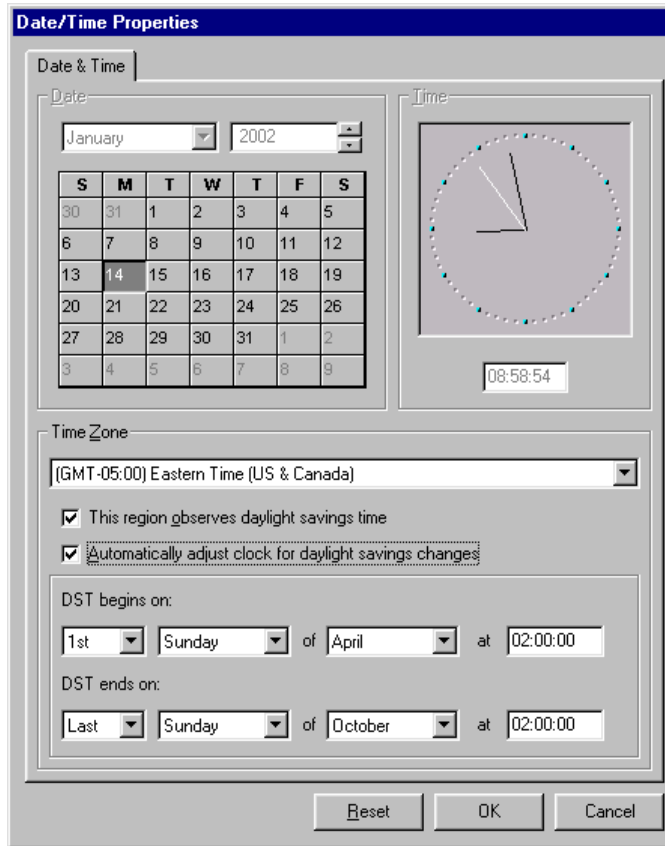 Date/Time Properties
Date & Time
Date
Time
January 2002
S M T W T F S
30 31 1 2 3 4 5
6 7 8 9 10 11 12
13 14 15 16 17 18 19
20 21 22 23 24 25 26
27 28 29 30 31 1 2
3 4 5 6 7 8 9
08:58:54
Time Zone
(GMT-05:00) Eastern Time (US & Canada)
This region observes daylight savings time
Automatically adjust clock for daylight savings changes
DST begins on:
1st Sunday of April at 02:00:00
DST ends on:
Last Sunday of October at 02:00:00
Reset OK Cancel